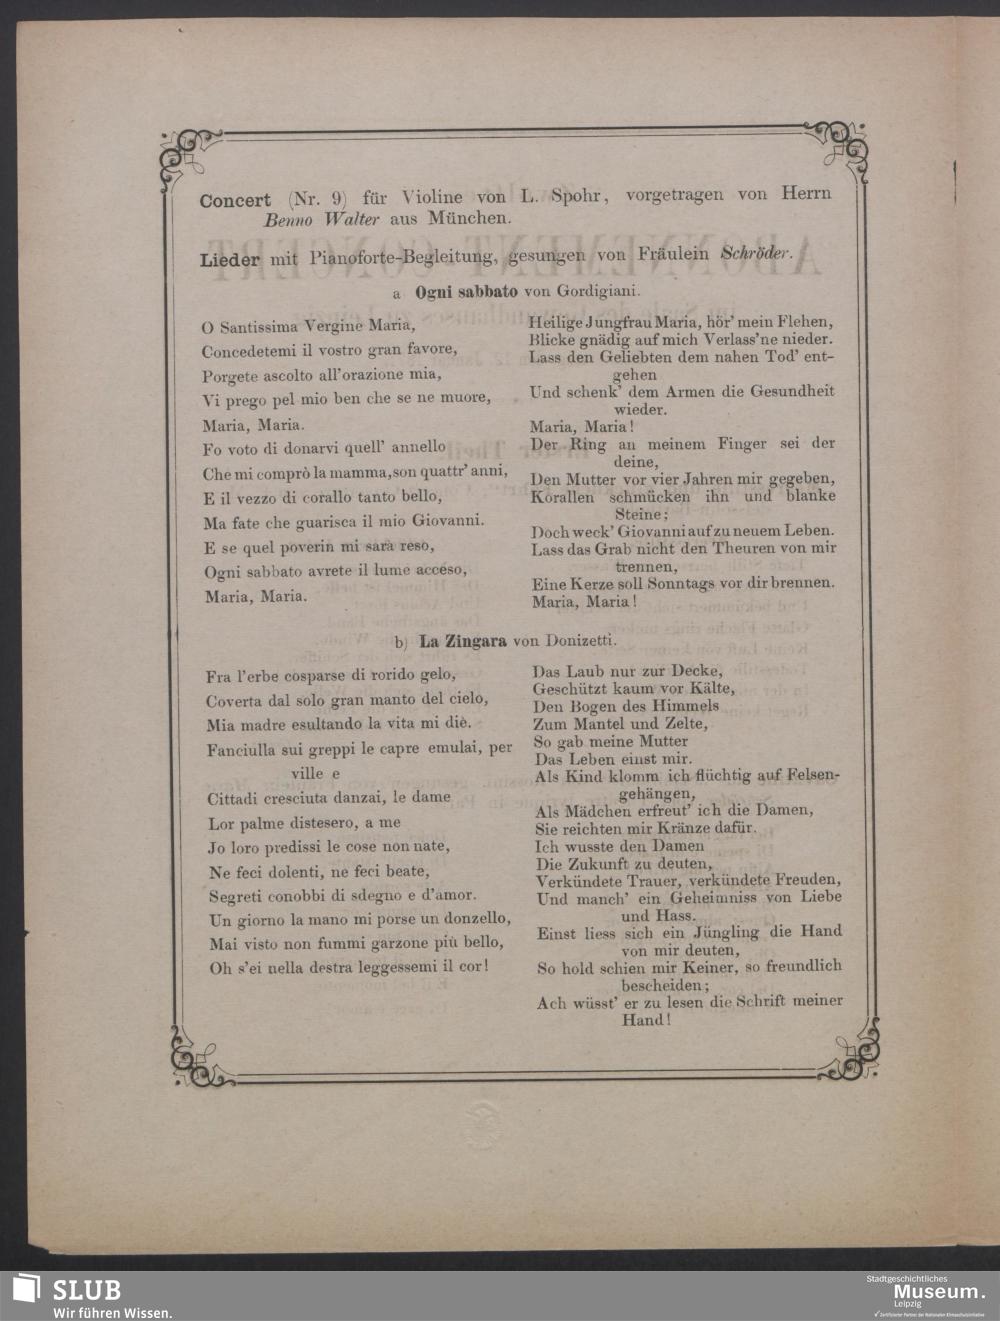 Concert (Nr. 9) für Violine von L. Spohr, vorgetragen von Herrn
Benno Walter aus München.
Lieder mit Pianoforte-Begleitung, gesungen von Fräulein Schröder.
a Ogni sabbato von Gordigiani.
O Santissima Vergine Maria,
Concedetemi il vostro gran favore,
Porgete ascolto all'orazione mia,
Vi prego pel mio ben che se ne muore,
Maria, Maria.
Fo voto di donarvi quell' annello
Che mi comprò la mamma, son quattr' anni,
E il vezzo di corallo tanto bello,
Ma fate che guarisca il mio Giovanni.
E se quel poverin mi sarà reso,
Ogni sabbato avrete il lume acceso,
Maria, Maria.
Heilige Jungfrau Maria, hör' mein Flehen,
Blicke gnädig auf mich Verlass'ne nieder.
Lass den Geliebten dem nahen Tod' ent-
gehen
Und schenk' dem Armen die Gesundheit
wieder.
Maria, Maria!
Der Ring an meinem Finger sei der
deine,
Den Mutter vor vier Jahren mir gegeben,
Korallen schmücken ihn und blanke
Steine;
Doch weck' Giovanni auf zu neuem Leben.
Lass das Grab nicht den Theuren von mir
trennen,
Eine Kerze soll Sonntags vor dir brennen.
Maria, Maria!
b) La Zingara von Donizetti.
Fra l'erbe cosparse di rorido gelo,
Coverta dal solo gran manto del cielo,
Mia madre esultando la vita mi diè.
Fanciulla sui greppi le capre emulai, per
ville e
Cittadi cresciuta danzai, le dame
Lor palme distesero, a me
Jo loro predissi le cose non nate,
Ne feci dolenti, ne feci beate,
Segreti conobbi di sdegno e d'amor.
Un giorno la mano mi porse un donzello,
Mai visto non fummi garzone più bello,
Oh s'ei nella destra leggessemi il cor!
Das Laub nur zur Decke,
Geschützt kaum vor Kälte,
Den Bogen des Himmels
Zum Mantel und Zelte,
So gab meine Mutter
Das Leben einst mir.
Als Kind klomm ich flüchtig auf Felsen-
gehängen,
Als Mädchen erfreut' ich die Damen,
Sie reichten mir Kränze dafür.
Ich wusste den Damen
Die Zukunft zu deuten,
Verkündete Trauer, verkündete Freuden,
Und manch' ein Geheimniss von Liebe
und Hass.
Einst liess sich ein Jüngling die Hand
von mir deuten,
So hold schien mir Keiner, so freundlich
bescheiden;
Ach wüsst' er zu lesen die Schrift meiner
Hand!
SLUB
Wir führen Wissen.
Stadtgeschichtliches
Museum.
Leipzig
Zertifizierter Partner der Nationalen Klimaschutzinitiative